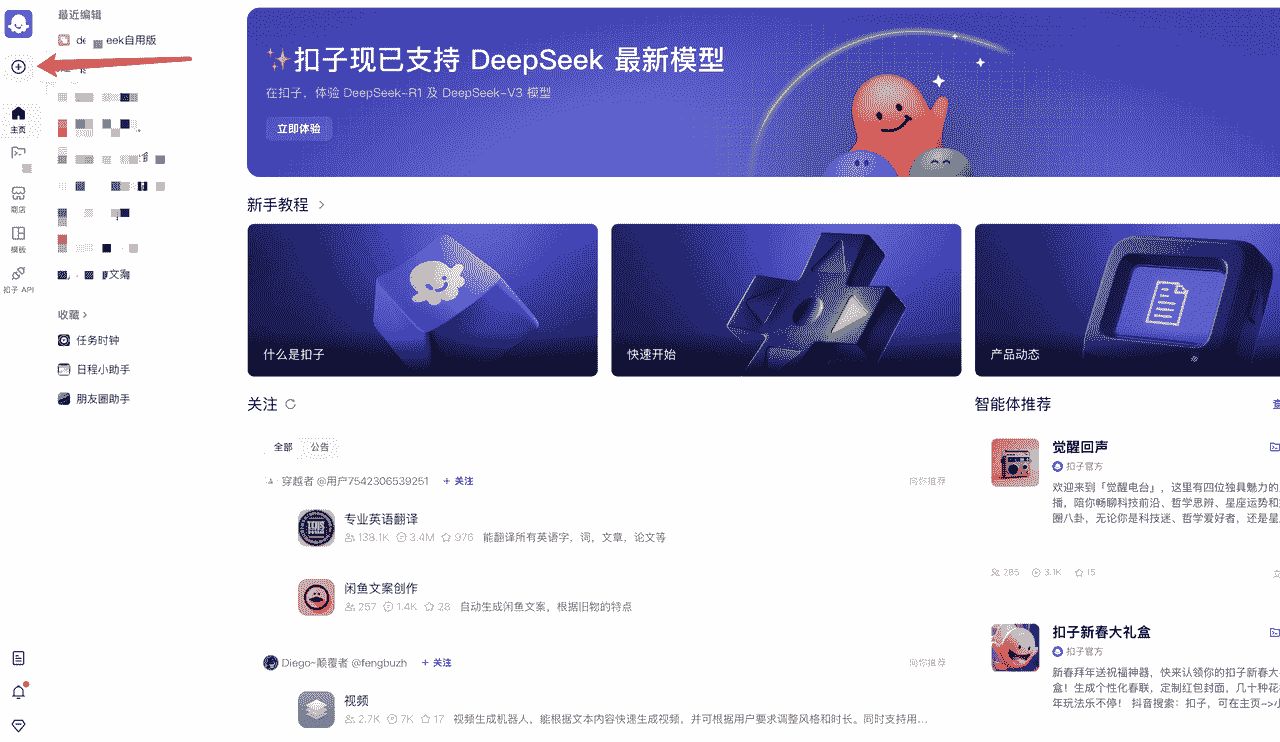 最近编辑
eek自用版
主页
商店
模板
扣子 API
文案
收藏
任务时钟
日程小助手
朋友圈助手
扣子现已支持 DeepSeek 最新模型
在扣子，体验 DeepSeek-R1 及 DeepSeek-V3 模型
立即体验
新手教程
什么是扣子
快速开始
产品动态
关注
全部 公告
穿越者 @用户7542306539251 + 关注 向你推荐
专业英语翻译
138.1K 3.4M 976 能翻译所有英语字，词，文章，论文等
闲鱼文案创作
257 1.4K 28 自动生成闲鱼文案，根据旧物的特点
Diego~颠覆者 @fengbuzh + 关注 向你推荐
视频
2.7K 7K 17 视频生成机器人，能根据文本内容快速生成视频，并可根据用户要求调整风格和时长。同时支持用...
智能体推荐
觉醒回声
扣子官方
欢迎来到「觉醒电台」，这里有四位独具魅力的
播，陪你畅聊科技前沿、哲学思辨、星座运势和
圈八卦，无论你是科技迷、哲学爱好者，还是星
285 3.1K 15
扣子新春大礼盒
扣子官方
新春拜年送祝福神器，快来认领你的扣子新春大
盒！生成个性化春联，定制红包封面，几十种花
年玩法乐不停！ 抖音搜索：扣子，可在主页->小